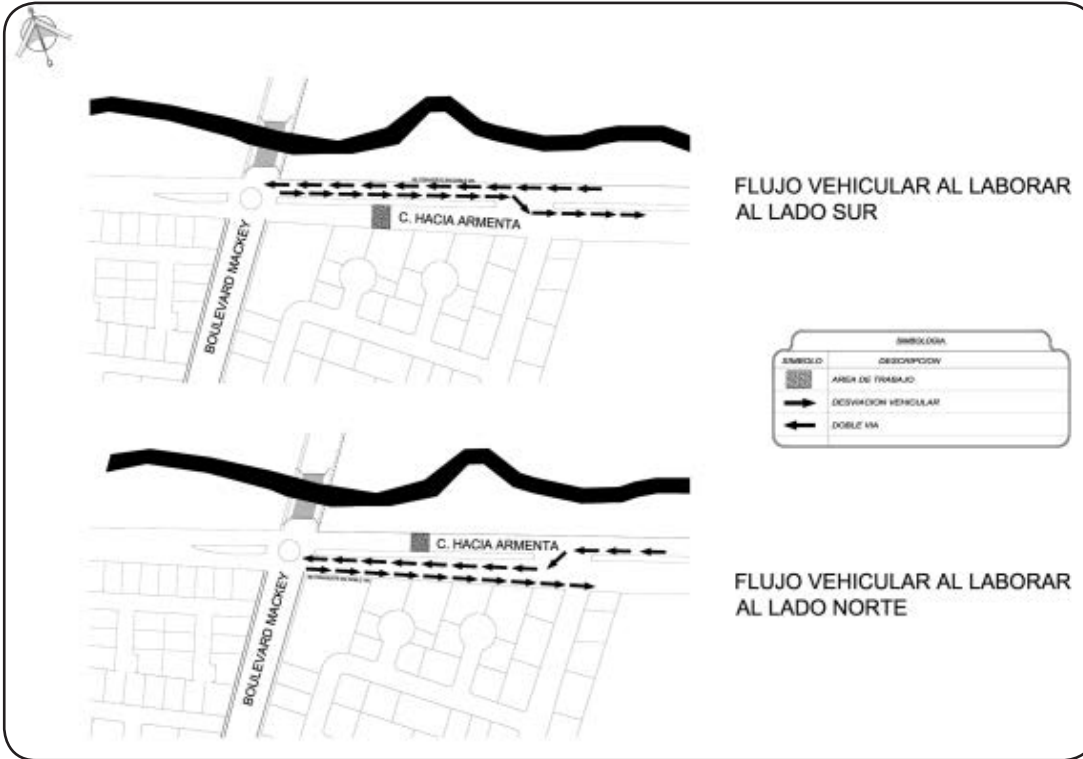 C. HACIA ARMENTA
BOULEVARD MACKEY
FLUJO VEHICULAR AL LABORAR
AL LADO SUR
SIMBOLOGIA
SIMBOLO DESCRIPCION
AREA DE TRABAJO
DESVIACION VEHICULAR
DOBLE VIA
C. HACIA ARMENTA
BOULEVARD MACKEY
FLUJO VEHICULAR AL LABORAR
AL LADO NORTE